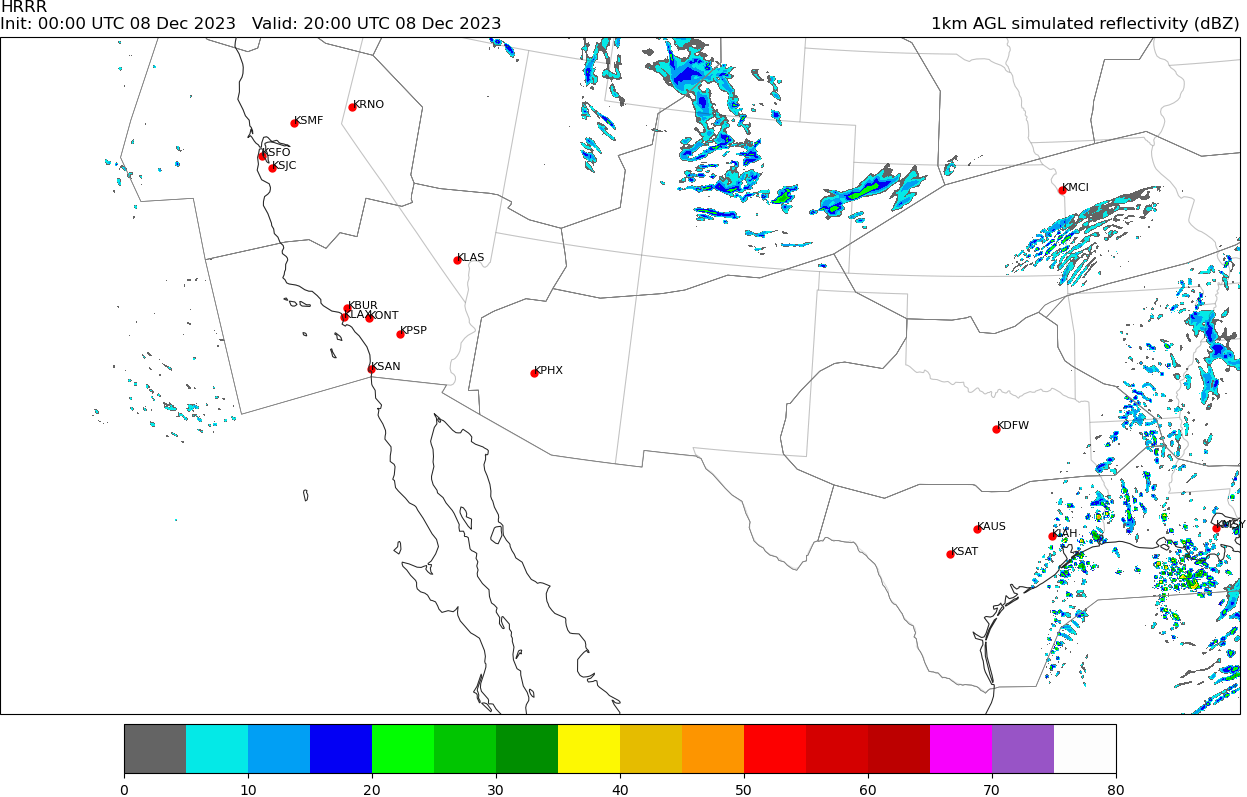 HRRR
Init: 00:00 UTC 08 Dec 2023 Valid: 20:00 UTC 08 Dec 2023
1km AGL simulated reflectivity (dBZ)
KRNO
KSMF
KSFO
KSJC
KMCI
KLAS
KBUR
KLAX
KONT
KPSP
KSAN
KPHX
KDFW
KAUS
KMSY
KIAH
KSAT
0 10 20 30 40 50 60 70 80